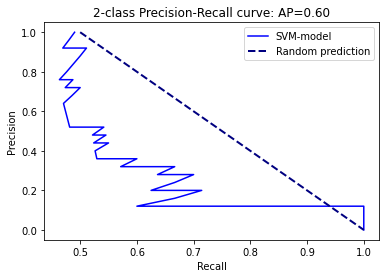 2-class Precision-Recall curve: AP=0.60
SVM-model
Random prediction
Precision
1.0
0.8
0.6
0.4
0.2
0.0
0.5 0.6 0.7 0.8 0.9 1.0
Recall